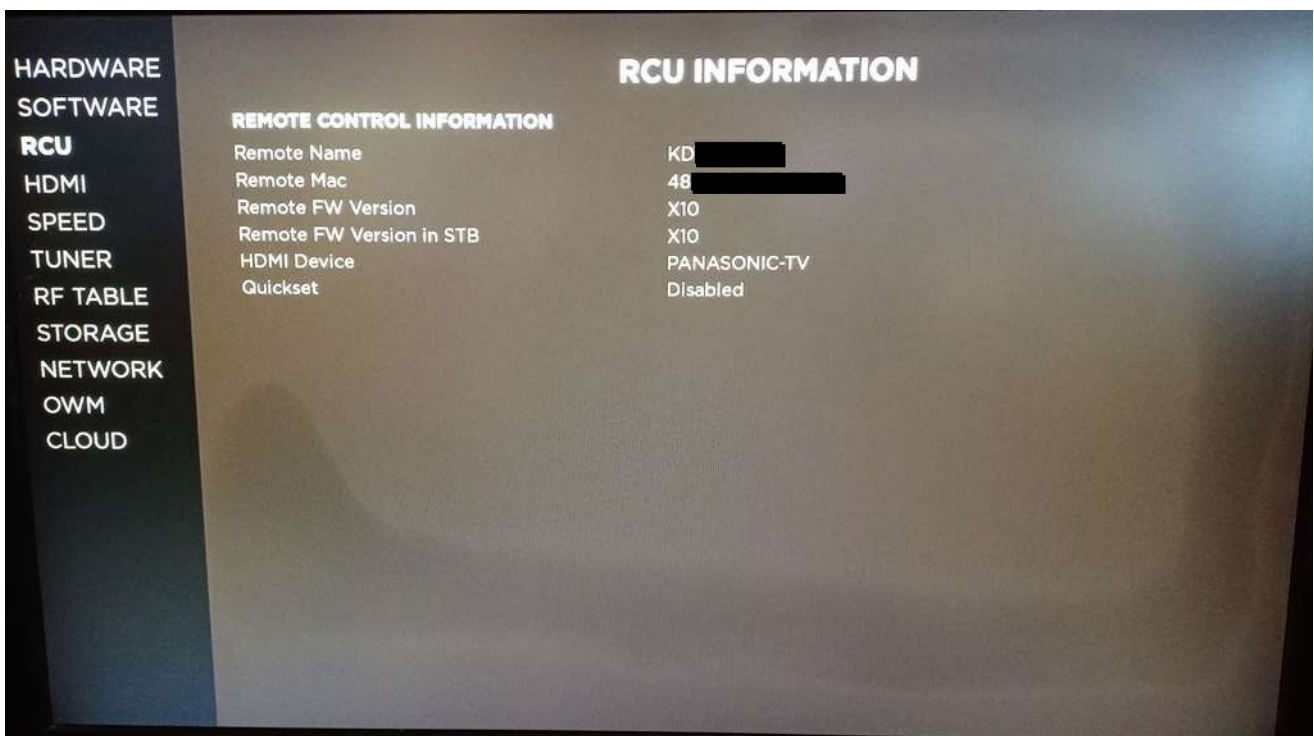 HARDWARE
SOFTWARE
RCU
HDMI
SPEED
TUNER
RF TABLE
STORAGE
NETWORK
OWM
CLOUD
RCU INFORMATION
REMOTE CONTROL INFORMATION
Remote Name KD
Remote Mac 48
Remote FW Version X10
Remote FW Version in STB X10
HDMI Device PANASONIC-TV
Quickset Disabled